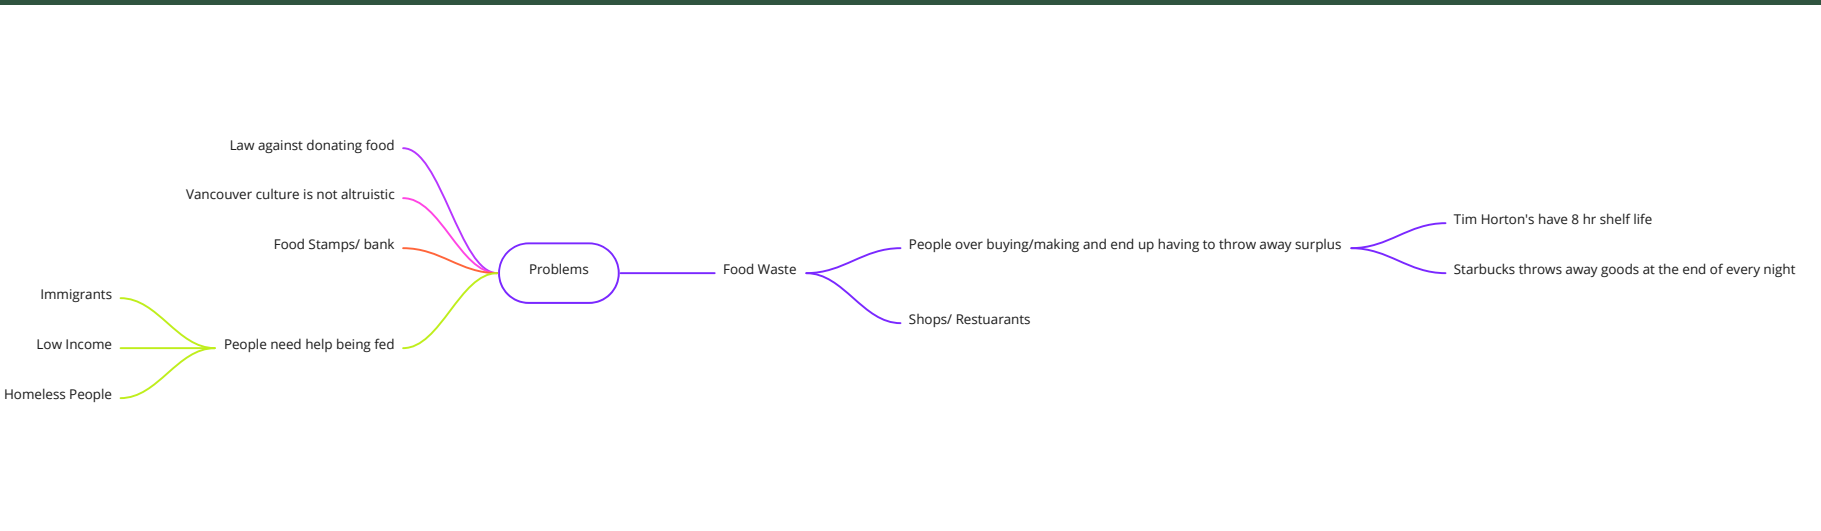 Law against donating food
Vancouver culture is not altruistic
Food Stamps/ bank
People need help being fed
Immigrants
Low Income
Homeless People
Problems
Food Waste
People over buying/making and end up having to throw away surplus
Tim Horton's have 8 hr shelf life
Starbucks throws away goods at the end of every night
Shops/ Restuarants